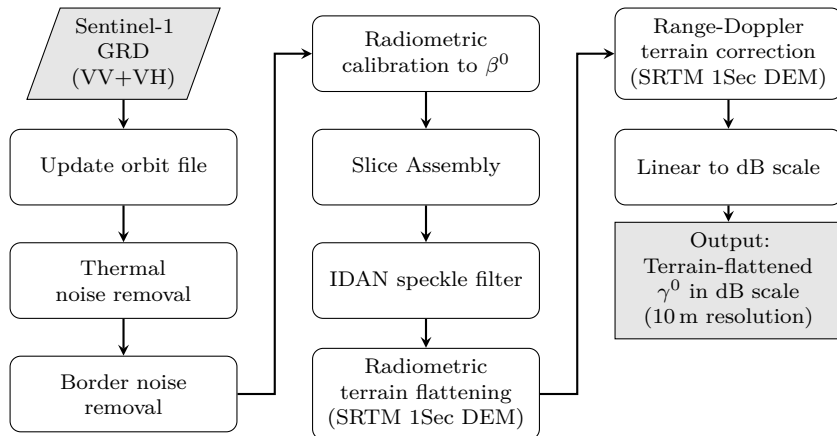 Sentinel-1
GRD
(VV+VH)
Update orbit file
Thermal
noise removal
Border noise
removal
Radiometric
calibration to β⁰
Slice Assembly
IDAN speckle filter
Radiometric
terrain flattening
(SRTM 1Sec DEM)
Range-Doppler
terrain correction
(SRTM 1Sec DEM)
Linear to dB scale
Output:
Terrain-flattened
γ⁰ in dB scale
(10 m resolution)